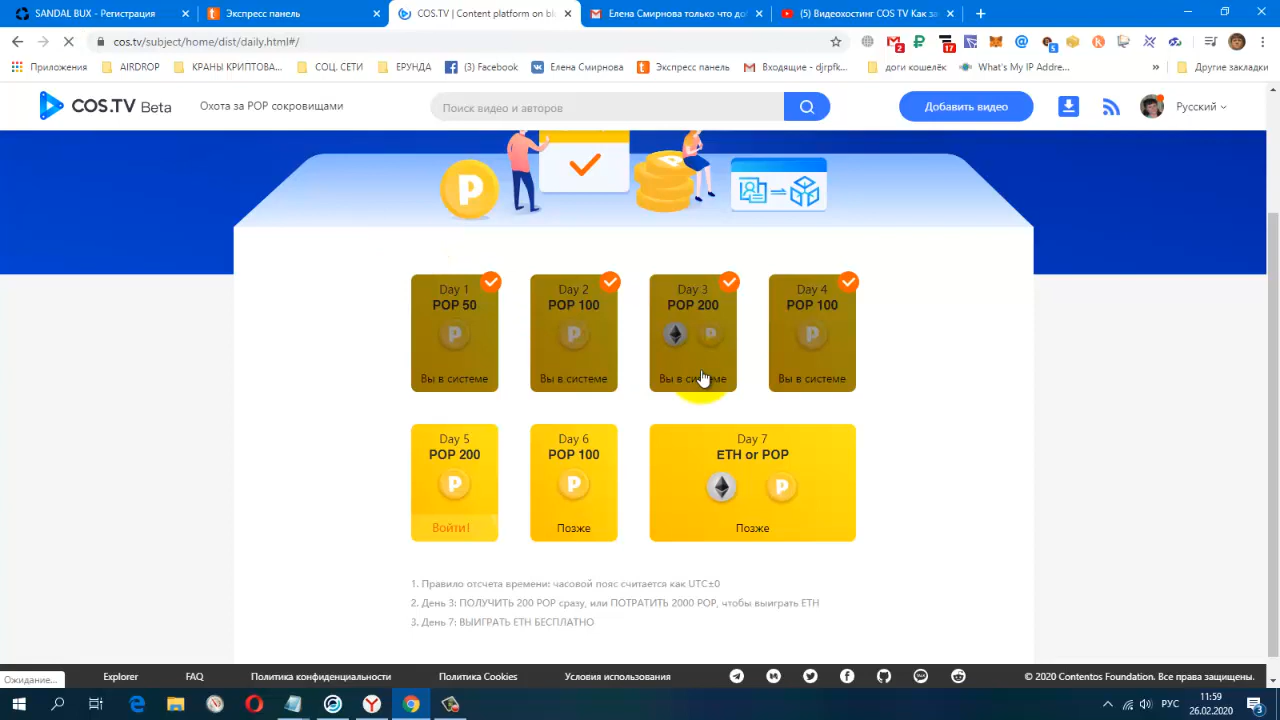 SANDAL BUX - Регистрация
Экспресс панель
COS.TV | Content platform on bl
Елена Смирнова только что до
(5) Видеохостинг COS TV Как за
cos.tv/subject/home/dist/daily.html#/
2
17
5
Приложения
AIRDROP
КРАНЫ КРИПТОВА...
СОЦ. СЕТИ
ЕРУНДА
(3) Facebook
Елена Смирнова
Экспресс панель
Входящие - djrpfk...
доги кошелёк
What's My IP Addre...
»
Другие закладки
COS.TV Beta
Охота за POP сокровищами
Поиск видео и авторов
Добавить видео
Русский
P
P
Day 1
POP 50
P
Вы в системе
Day 2
POP 100
P
Вы в системе
Day 3
POP 200
P
Вы в системе
Day 4
POP 100
P
Вы в системе
Day 5
POP 200
P
Войти!
Day 6
POP 100
P
Позже
Day 7
ETH or POP
P
Позже
1. Правило отсчета времени: часовой пояс считается как UTC±0
2. День 3: ПОЛУЧИТЬ 200 POP сразу, или ПОТРАТИТЬ 2000 POP, чтобы выиграть ETH
3. День 7: ВЫИГРАТЬ ETH БЕСПЛАТНО
Ожидание...
Explorer
FAQ
Политика конфиденциальности
Политика Cookies
Условия использования
© 2020 Contentos Foundation. Все права защищены.
РУС
11:59
26.02.2020
3